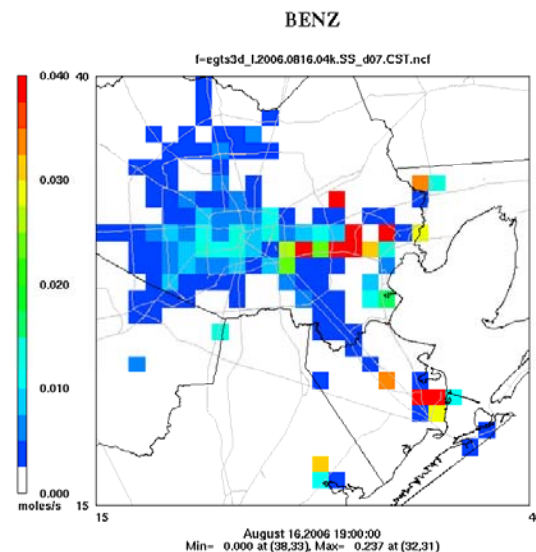 BENZ
f=egts3d_l.2006.0816.04k.SS_d07.CST.ncf
0.040
0.030
0.020
0.010
0.000
moles/s
40
15
15
4
August 16,2006 19:00:00
Min= 0.000 at (38,33), Max= 0.237 at (32,31)